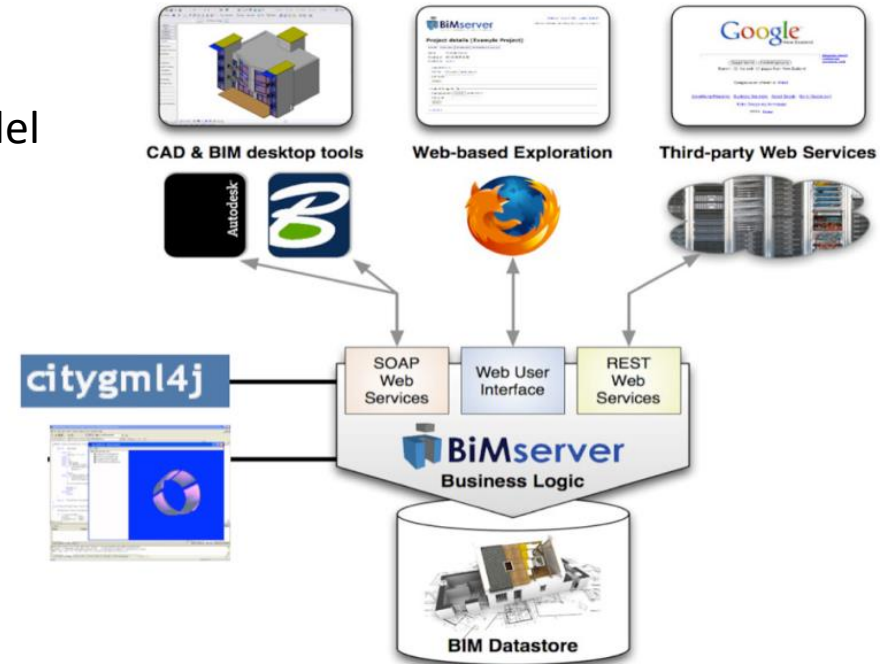 del
BiMserver
Project details (Example Project)
Google
CAD & BIM desktop tools
Web-based Exploration
Third-party Web Services
Autodesk
B
citygml4j
SOAP
Web
Services
Web User
Interface
REST
Web
Services
BiMserver
Business Logic
BIM Datastore